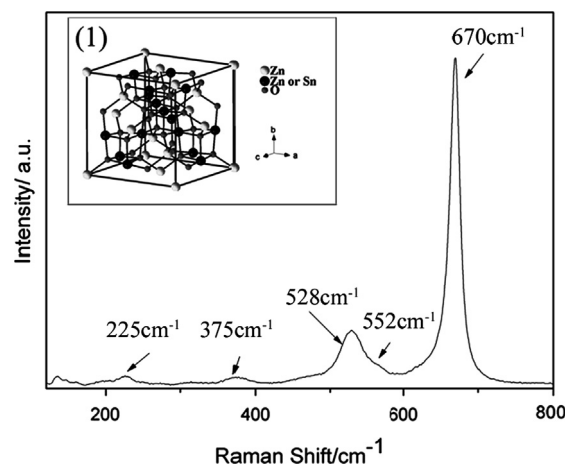 (1)
Zn
Zn or Sn
O
b
c
a
670cm⁻¹
528cm⁻¹
552cm⁻¹
225cm⁻¹
375cm⁻¹
Intensity/ a.u.
200
400
600
800
Raman Shift/cm⁻¹